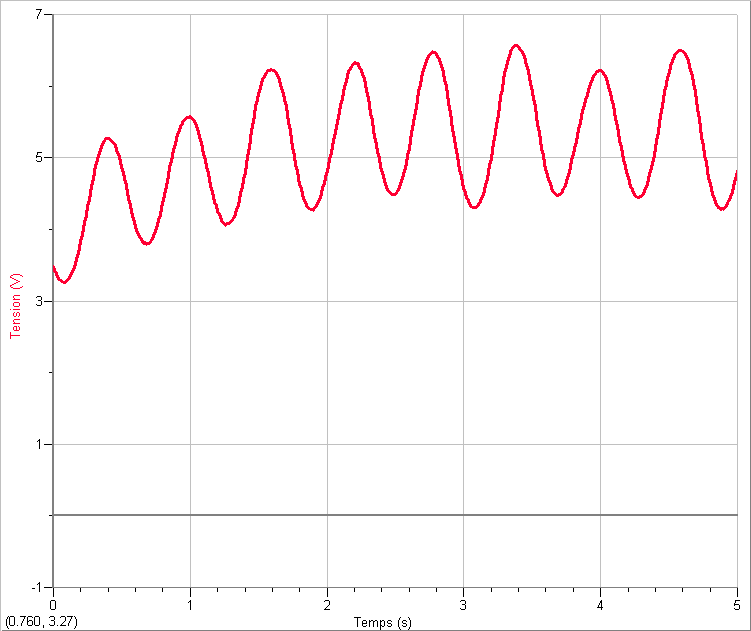 7
5
3
1
-1
Tension (V)
0 1 2 3 4 5
(0.760, 3.27) Temps (s)